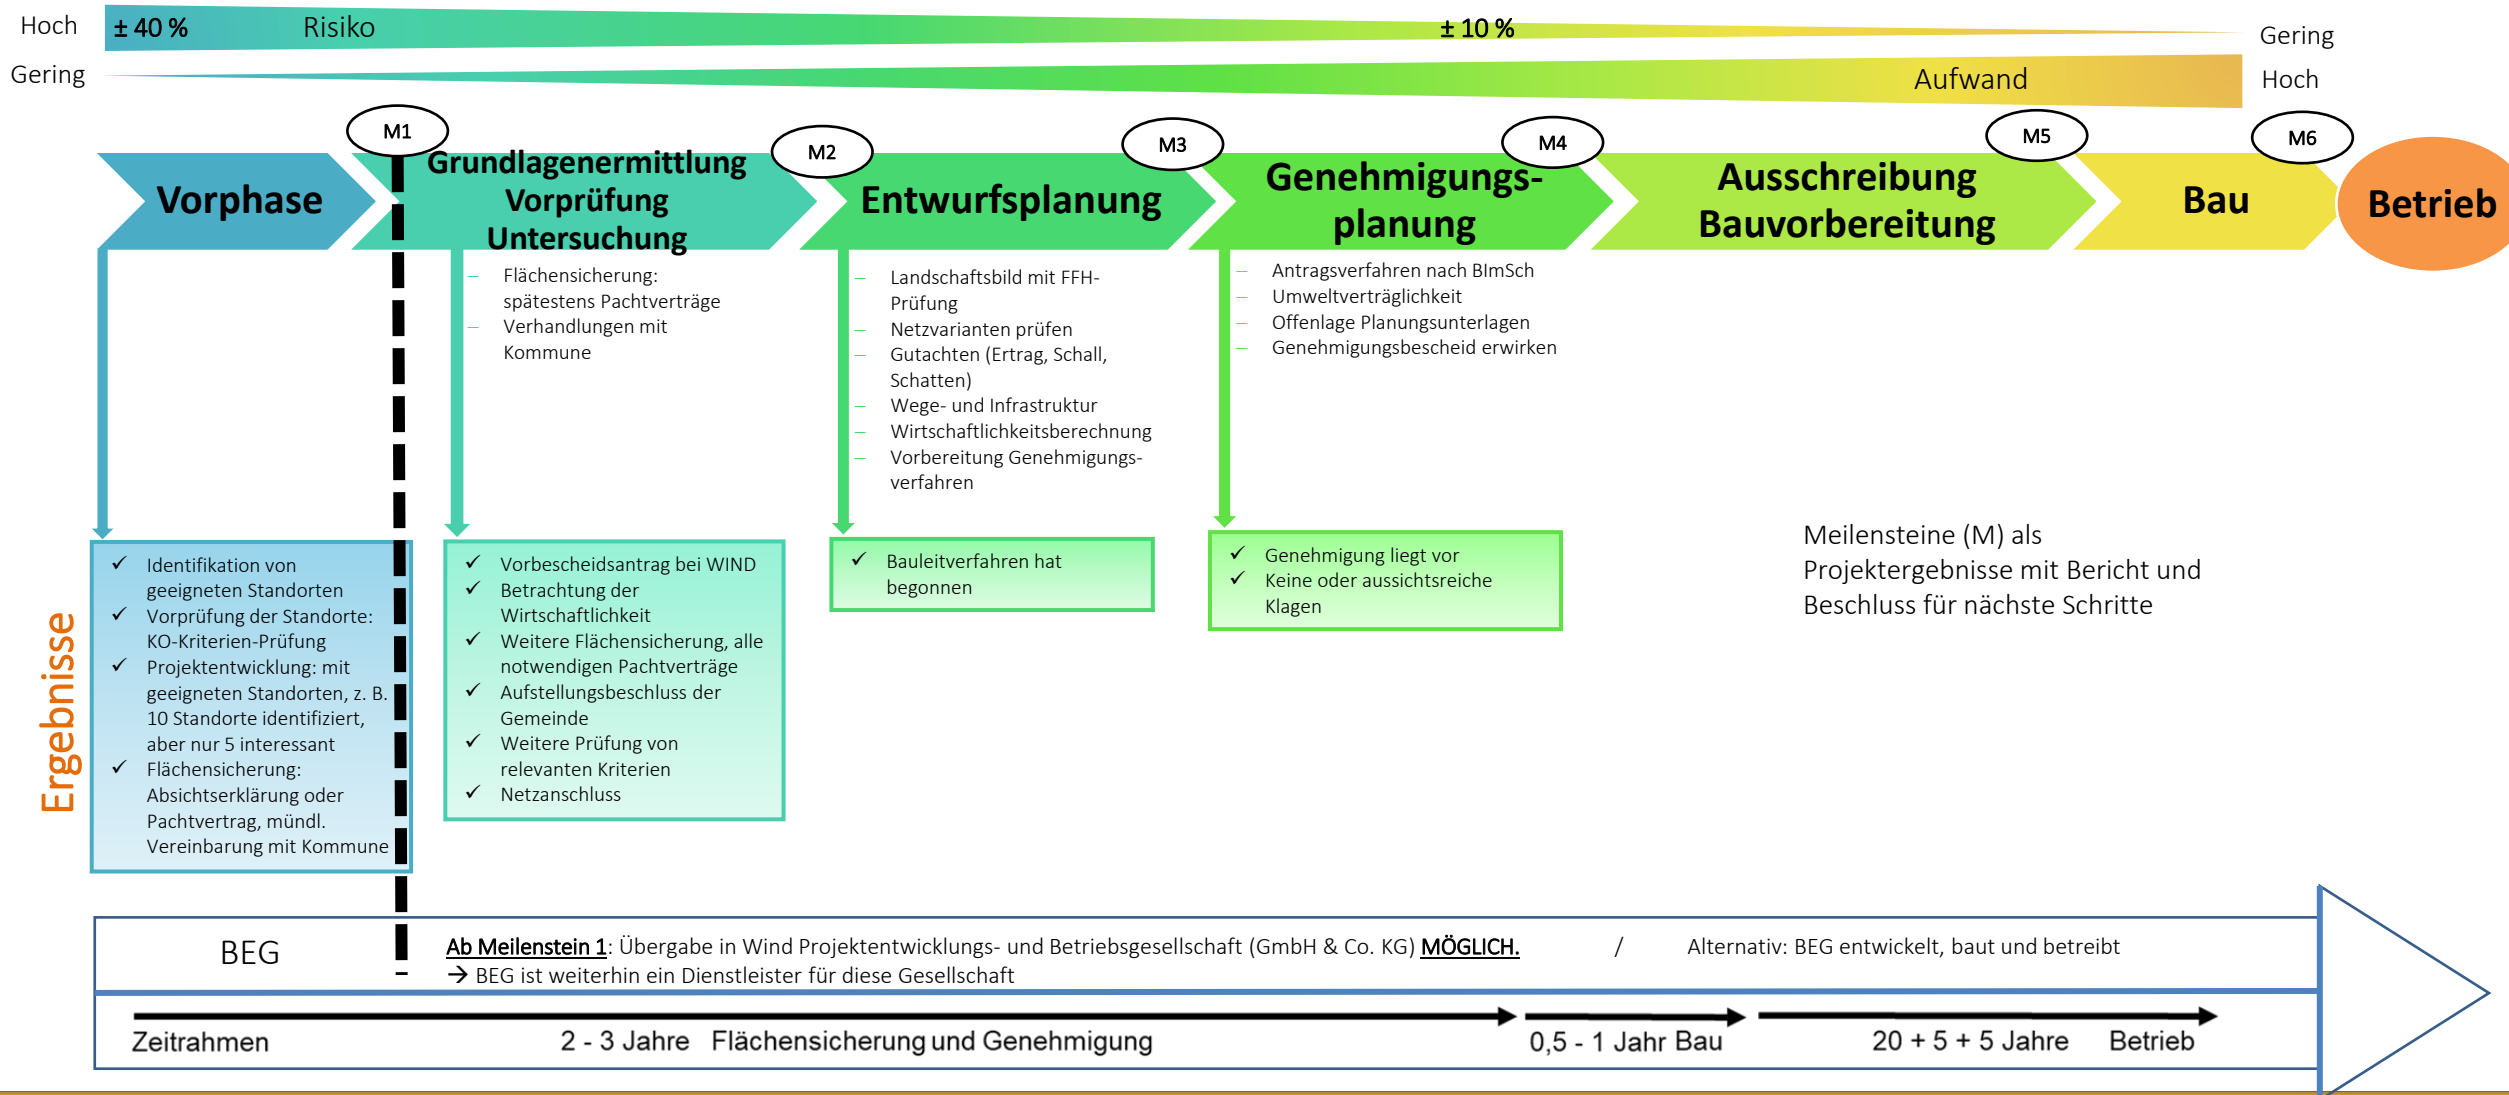 Hoch
± 40 %
Risiko
± 10 %
Gering
Gering
Aufwand
Hoch
M1
M2
M3
M4
M5
M6
Vorphase
Grundlagenermittlung
Vorprüfung
Untersuchung
Entwurfsplanung
Genehmigungs-
planung
Ausschreibung
Bauvorbereitung
Bau
Betrieb
– Flächensicherung:
spätestens Pachtverträge
– Verhandlungen mit
Kommune
– Landschaftsbild mit FFH-
Prüfung
– Netzvarianten prüfen
– Gutachten (Ertrag, Schall,
Schatten)
– Wege- und Infrastruktur
– Wirtschaftlichkeitsberechnung
– Vorbereitung Genehmigungs-
verfahren
– Antragsverfahren nach BImSch
– Umweltverträglichkeit
– Offenlage Planungsunterlagen
– Genehmigungsbescheid erwirken
Ergebnisse
✓ Identifikation von
geeigneten Standorten
✓ Vorprüfung der Standorte:
KO-Kriterien-Prüfung
✓ Projektentwicklung: mit
geeigneten Standorten, z. B.
10 Standorte identifiziert,
aber nur 5 interessant
✓ Flächensicherung:
Absichtserklärung oder
Pachtvertrag, mündl.
Vereinbarung mit Kommune
✓ Vorbescheidsantrag bei WIND
✓ Betrachtung der
Wirtschaftlichkeit
✓ Weitere Flächensicherung, alle
notwendigen Pachtverträge
✓ Aufstellungsbeschluss der
Gemeinde
✓ Weitere Prüfung von
relevanten Kriterien
✓ Netzanschluss
✓ Bauleitverfahren hat
begonnen
✓ Genehmigung liegt vor
✓ Keine oder aussichtsreiche
Klagen
Meilensteine (M) als
Projektergebnisse mit Bericht und
Beschluss für nächste Schritte
BEG
Ab Meilenstein 1: Übergabe in Wind Projektentwicklungs- und Betriebsgesellschaft (GmbH & Co. KG) MÖGLICH. / Alternativ: BEG entwickelt, baut und betreibt
→ BEG ist weiterhin ein Dienstleister für diese Gesellschaft
Zeitrahmen
2 - 3 Jahre Flächensicherung und Genehmigung
0,5 - 1 Jahr Bau
20 + 5 + 5 Jahre Betrieb